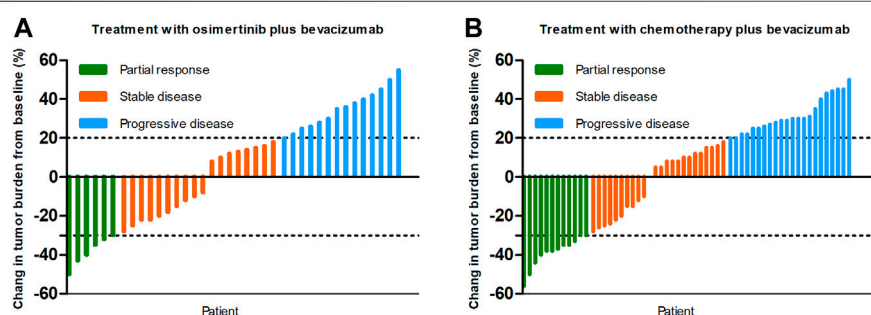 A
Treatment with osimertinib plus bevacizumab
Chang in tumor burden from baseline (%)
60
40
20
0
-20
-40
-60
Partial response
Stable disease
Progressive disease
Patient
B
Treatment with chemotherapy plus bevacizumab
Change in tumor burden from baseline (%)
60
40
20
0
-20
-40
-60
Partial response
Stable disease
Progressive disease
Patient